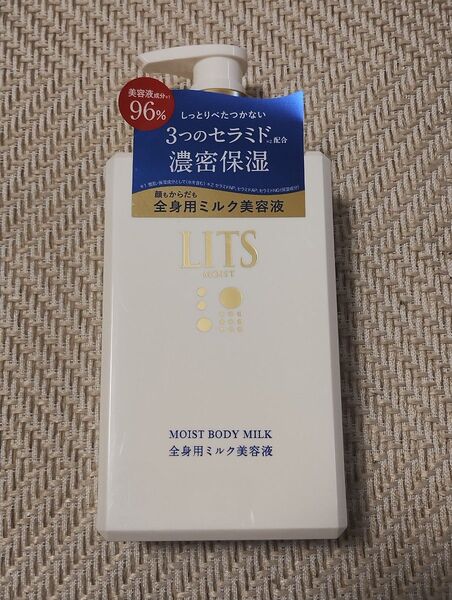 美容液成分※1
96%
しっとりべたつかない
3つのセラミド※2配合
濃密保湿
顔もからだも
全身用ミルク美容液
LITS
MOIST
MOIST BODY MILK
全身用ミルク美容液